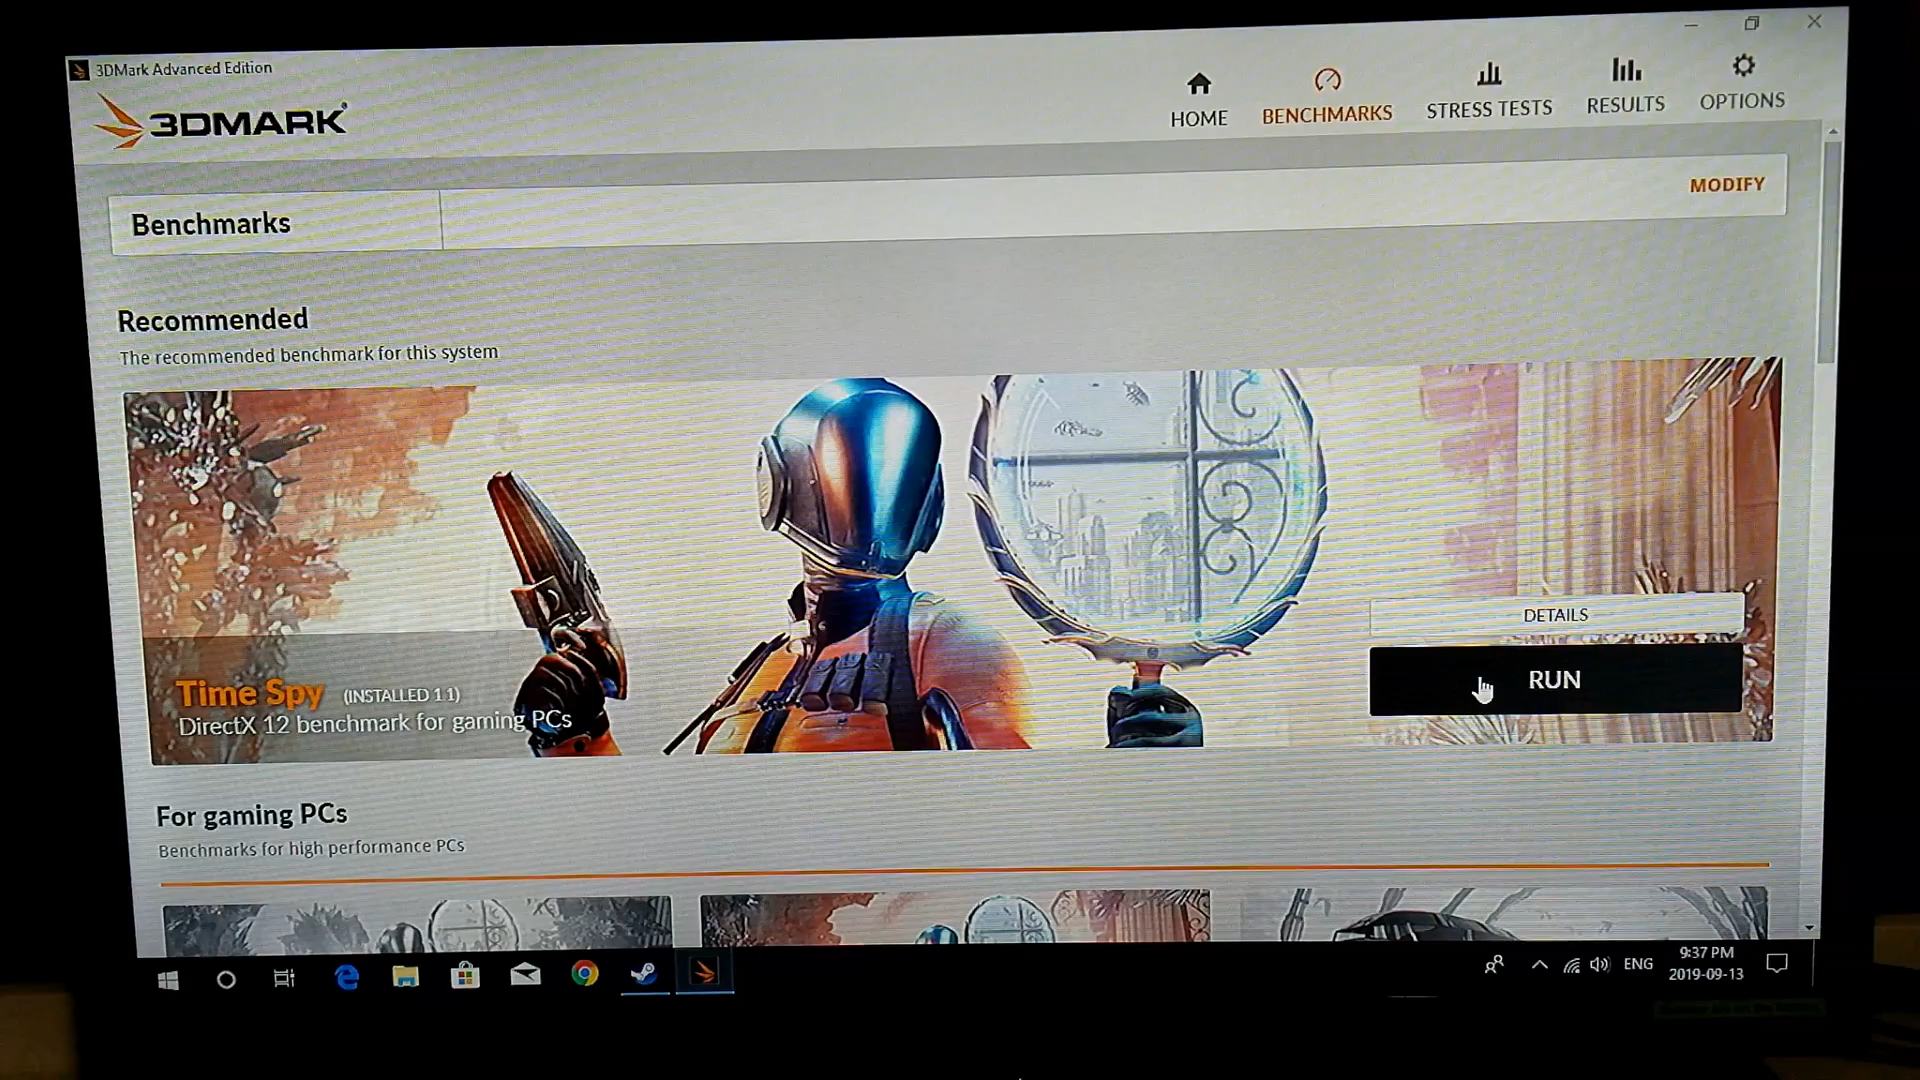 3DMark Advanced Edition
3DMARK
HOME
BENCHMARKS
STRESS TESTS
RESULTS
OPTIONS
Benchmarks
MODIFY
Recommended
The recommended benchmark for this system
DETAILS
RUN
Time Spy (INSTALLED 1.1)
DirectX 12 benchmark for gaming PCs
For gaming PCs
Benchmarks for high performance PCs
ENG
9:37 PM
2019-09-13